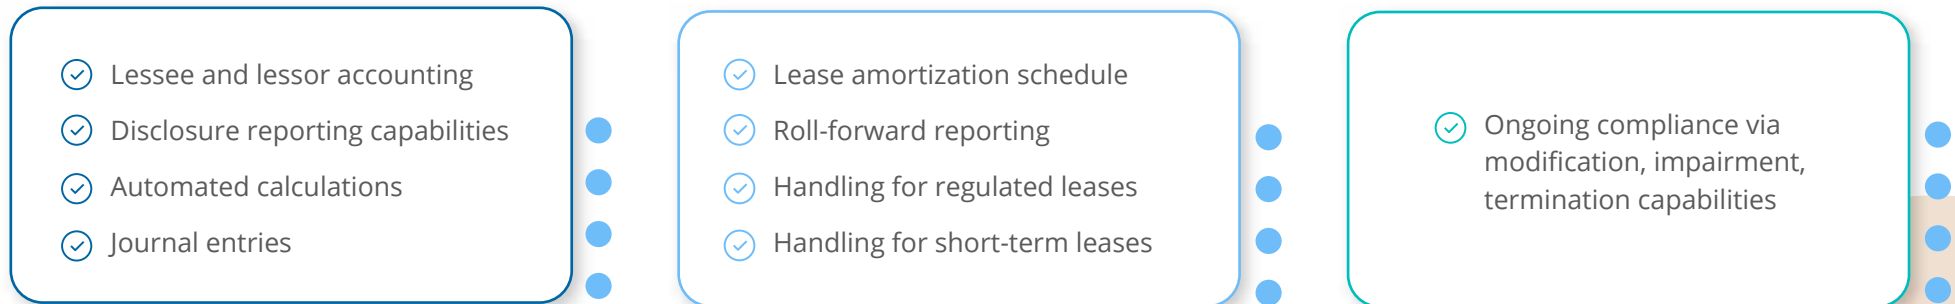 Lessee and lessor accounting
Disclosure reporting capabilities
Automated calculations
Journal entries
Lease amortization schedule
Roll-forward reporting
Handling for regulated leases
Handling for short-term leases
Ongoing compliance via
modification, impairment,
termination capabilities